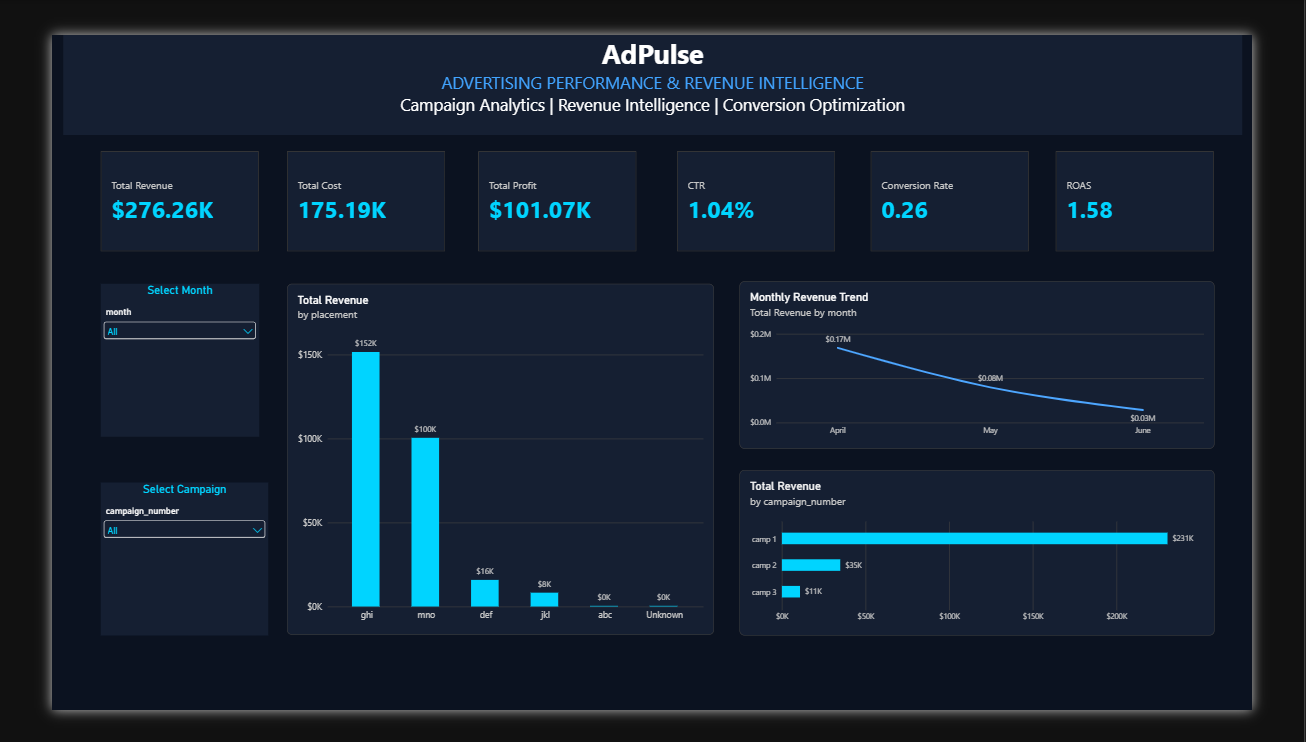 AdPulse
ADVERTISING PERFORMANCE & REVENUE INTELLIGENCE
Campaign Analytics | Revenue Intelligence | Conversion Optimization
Total Revenue
$276.26K
Total Cost
175.19K
Total Profit
$101.07K
CTR
1.04%
Conversion Rate
0.26
ROAS
1.58
Select Month
month
All
Select Campaign
campaign_number
All
Total Revenue
by placement
$152K
$150K
$100K
$100K
$50K
$16K
$8K
$0K
$0K
$0K
ghi
mno
def
jkl
abc
Unknown
Monthly Revenue Trend
Total Revenue by month
$0.2M
$0.17M
$0.1M
$0.08M
$0.0M
$0.03M
April
May
June
Total Revenue
by campaign_number
camp 1
$231K
camp 2
$35K
camp 3
$11K
$0K
$50K
$100K
$150K
$200K